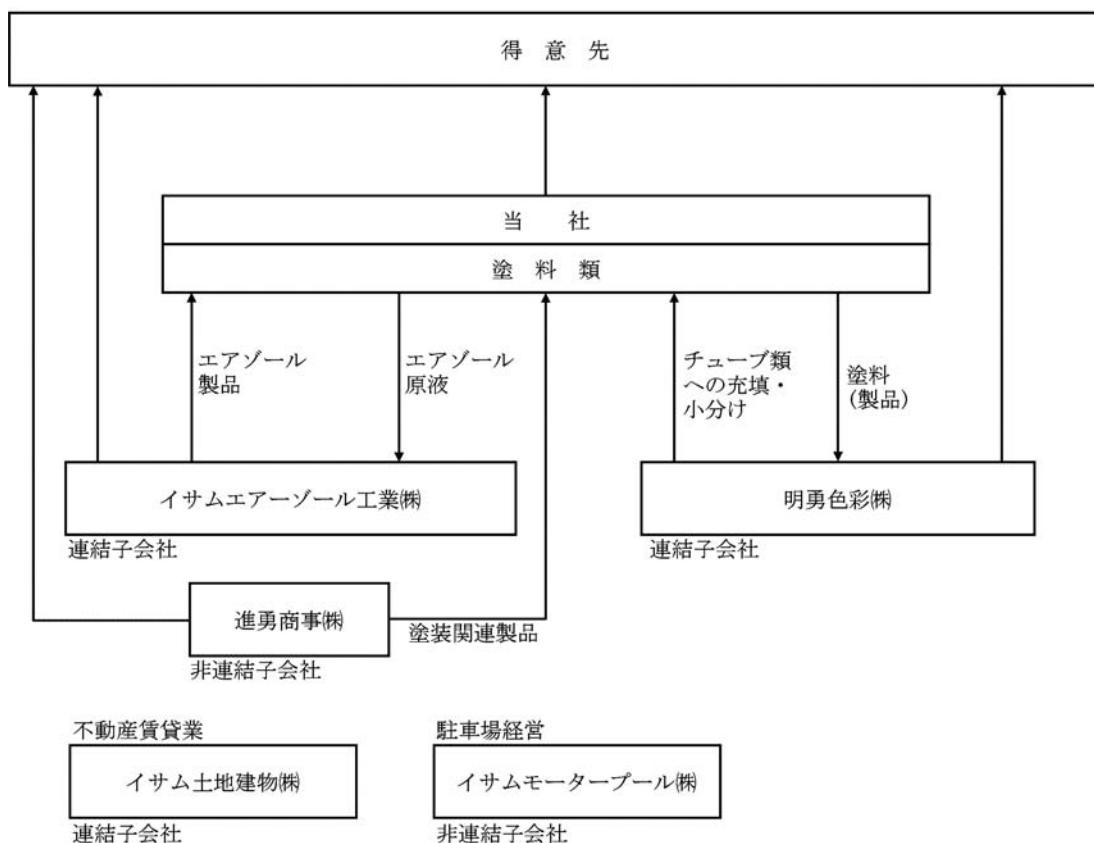 得意先
当社
塗料類
エアゾール
製品
エアゾール
原液
チューブ類
への充填・
小分け
塗料
(製品)
イサムエアーゾール工業㈱
連結子会社
明勇色彩㈱
連結子会社
進勇商事㈱
非連結子会社
塗装関連製品
不動産賃貸業
イサム土地建物㈱
連結子会社
駐車場経営
イサムモータープール㈱
非連結子会社